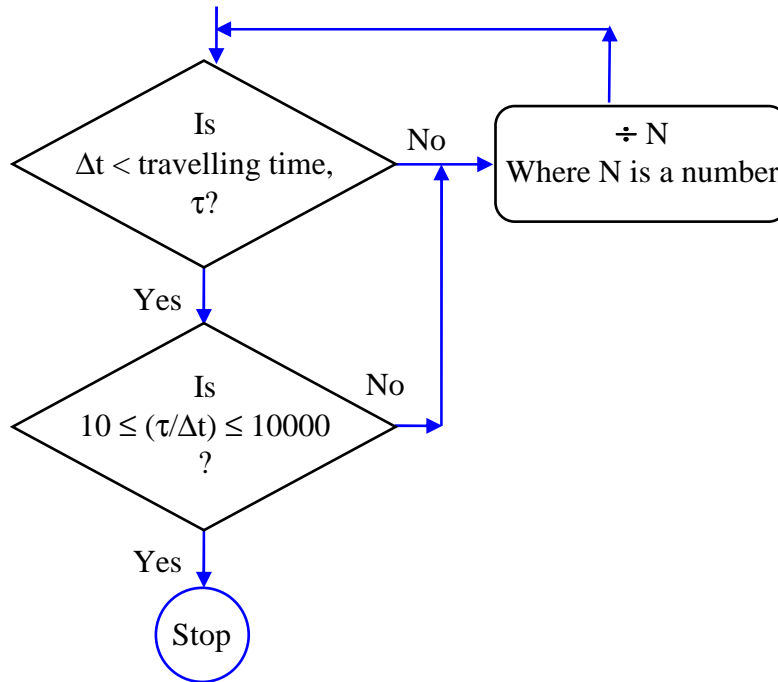 Is
Δt < travelling time,
τ?
No
÷ N
Where N is a number
Yes
Is
10 ≤ (τ/Δt) ≤ 10000
?
No
Yes
Stop